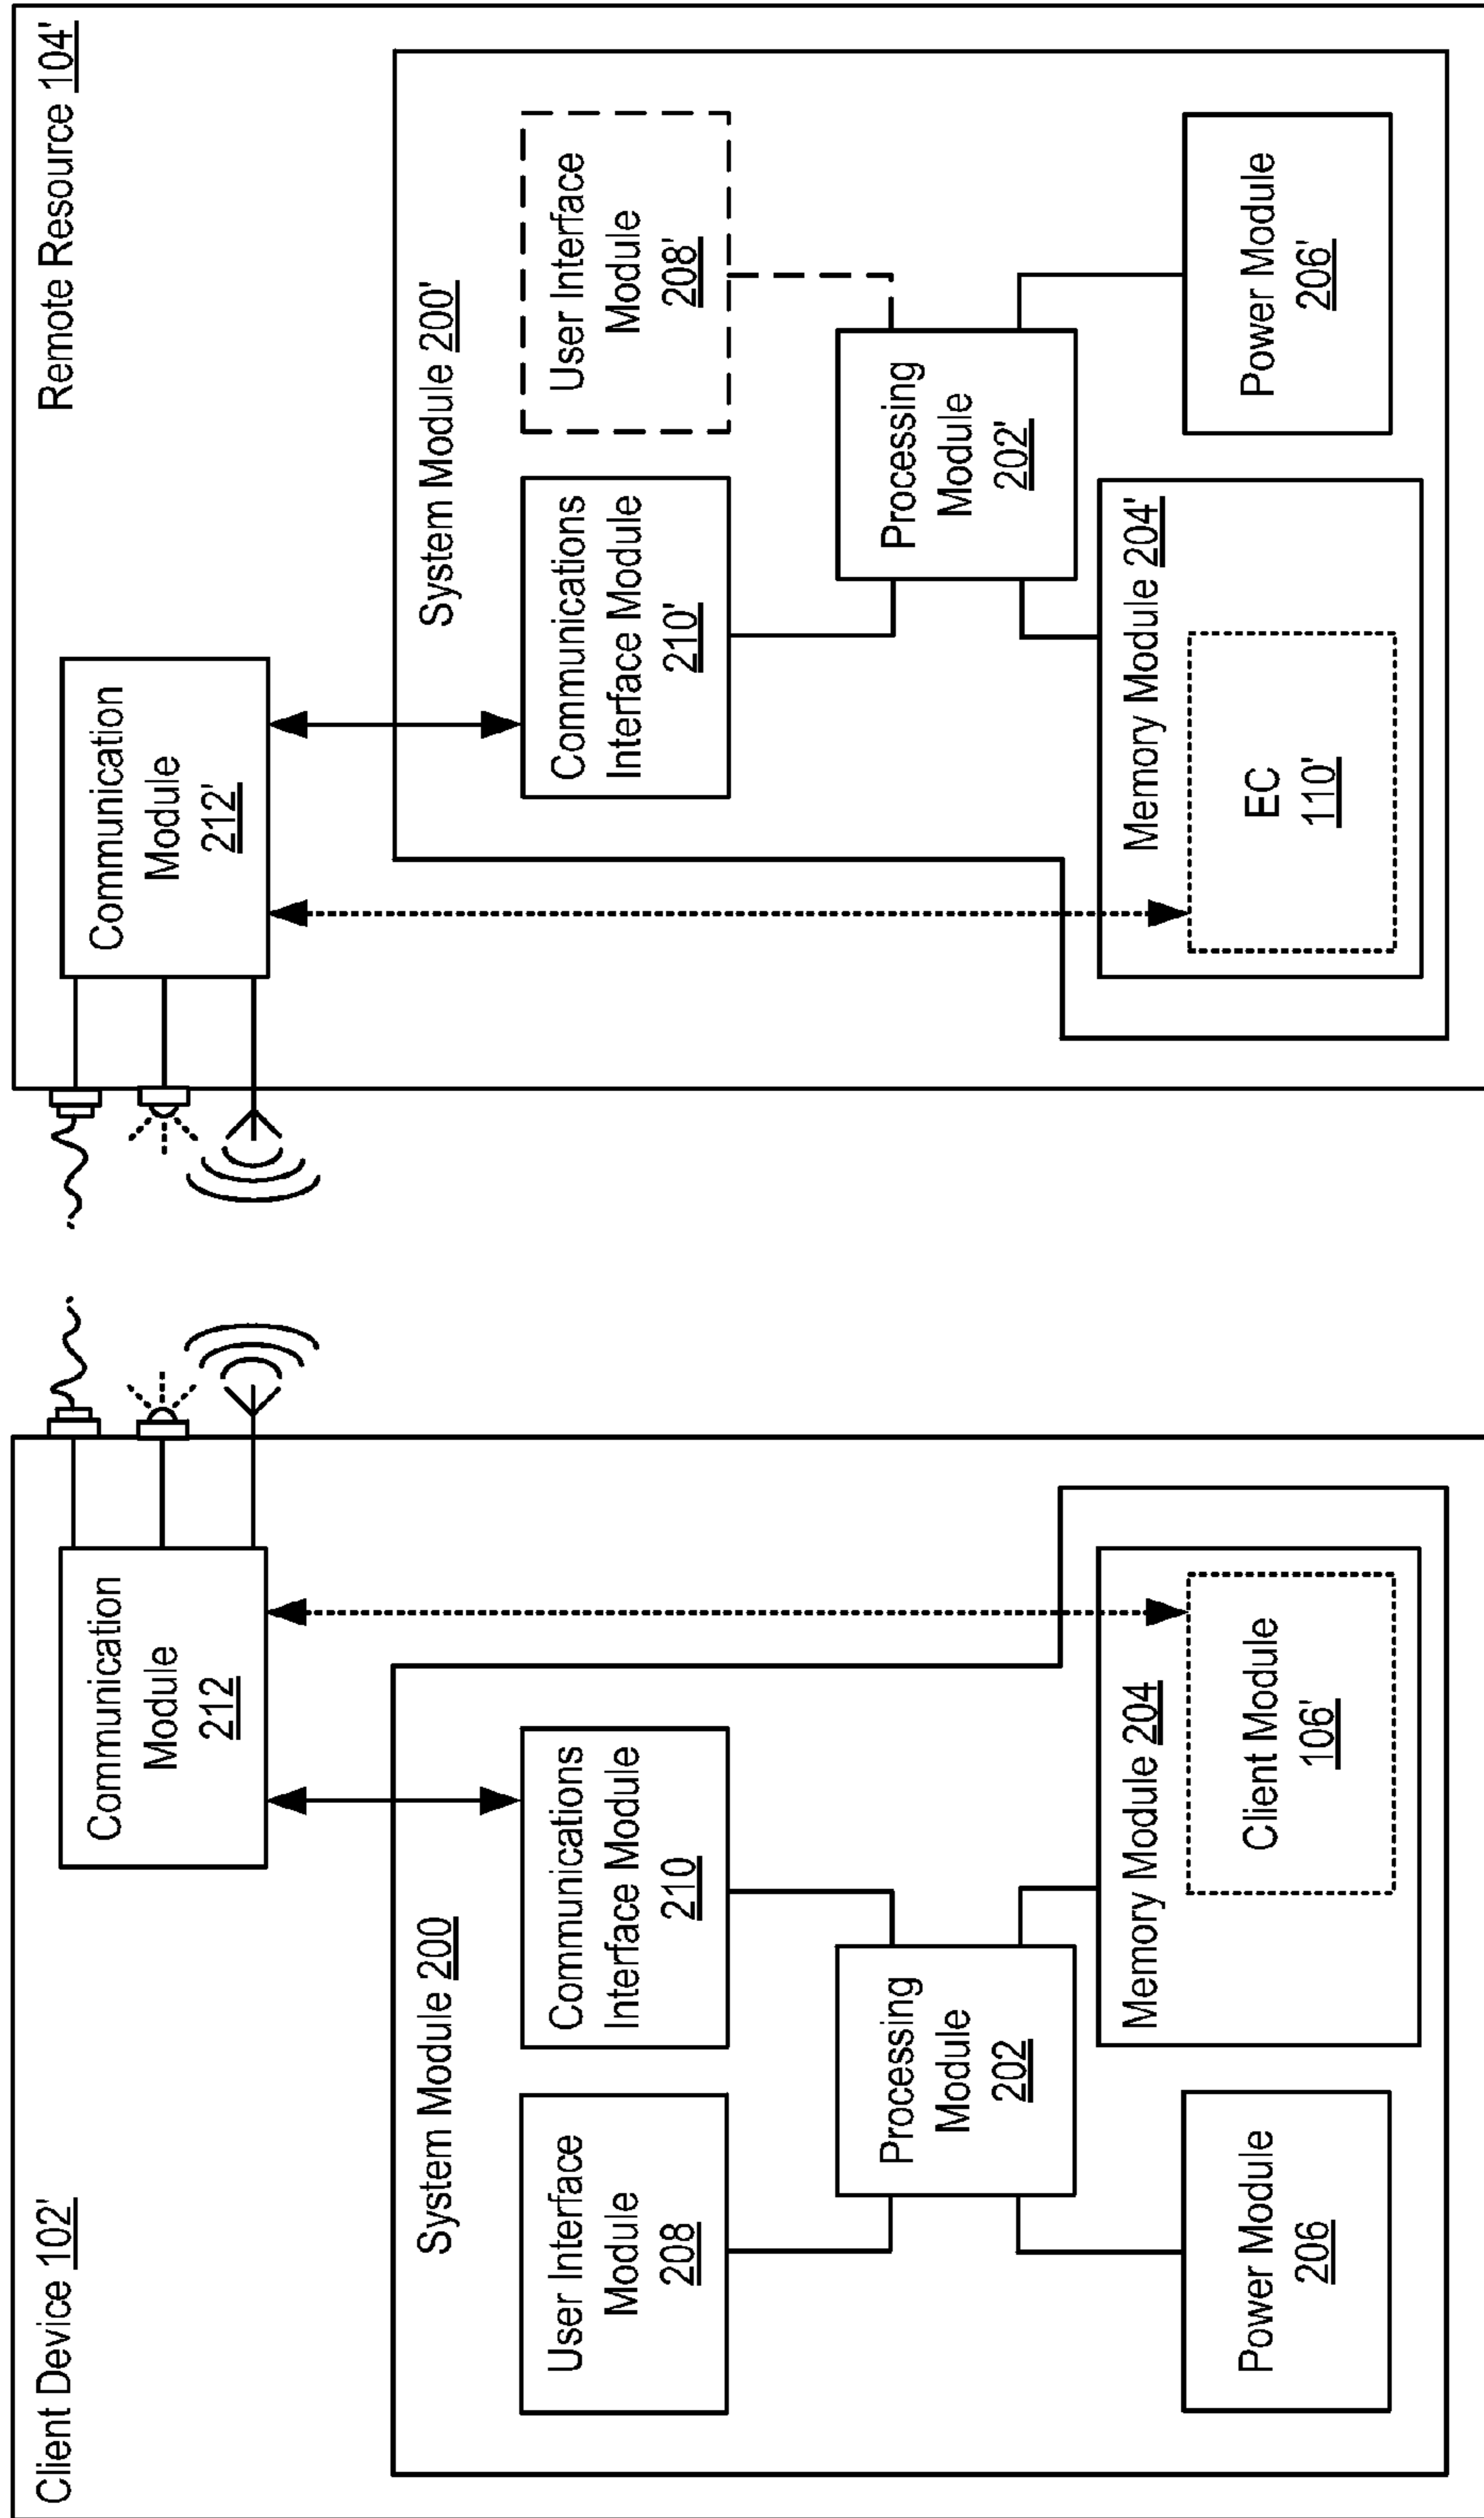 Client Device 102'
Communication
Module
212
System Module 200
User Interface
Module
208
Communications
Interface Module
210
Processing
Module
202
Power Module
206
Memory Module 204
Client Module
106'
Remote Resource 104'
Communication
Module
212'
System Module 200'
Communications
Interface Module
210'
User Interface
Module
208'
Processing
Module
202'
Memory Module 204'
EC
110'
Power Module
206'